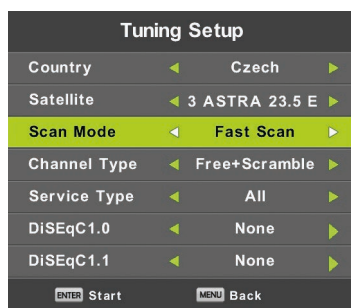 Tuning Setup
Country Czech
Satellite 3 ASTRA 23.5 E
Scan Mode Fast Scan
Channel Type Free+Scramble
Service Type All
DiSEqC1.0 None
DiSEqC1.1 None
ENTER Start MENU Back